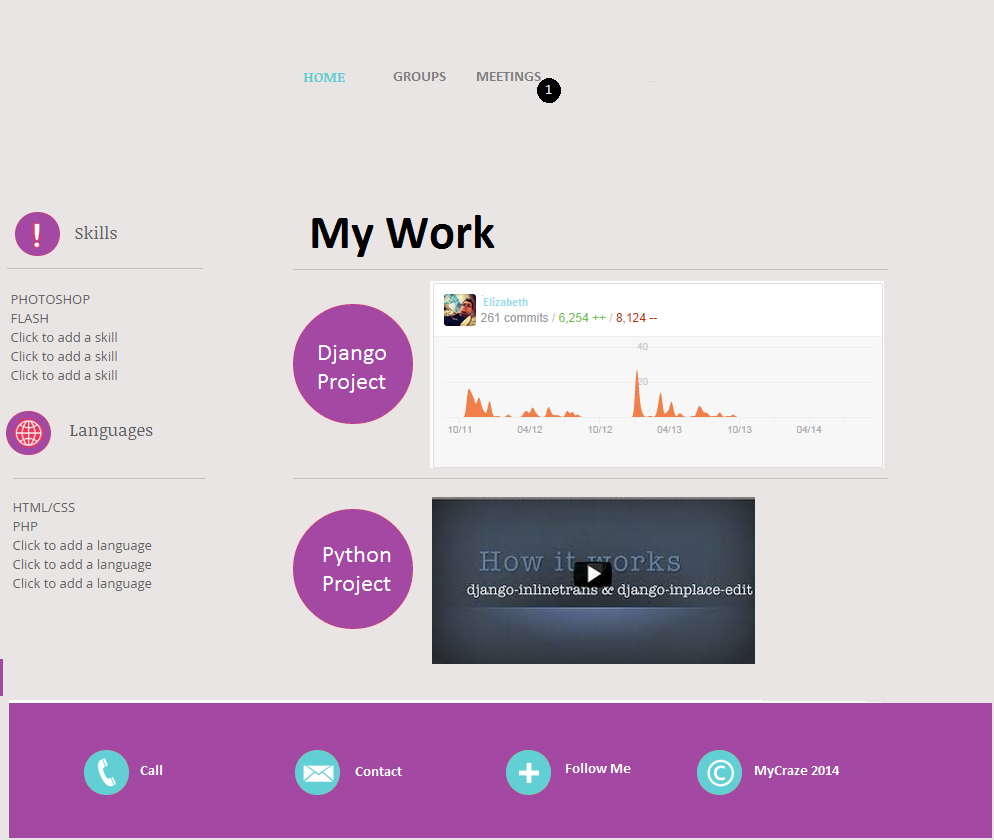 HOME GROUPS MEETINGS
1
Skills
My Work
PHOTOSHOP
FLASH
Click to add a skill
Click to add a skill
Click to add a skill
Languages
HTML/CSS
PHP
Click to add a language
Click to add a language
Click to add a language
Django
Project
Elizabeth
261 commits / 6,254 ++ / 8,124 --
40
20
10/11 04/12 10/12 04/13 10/13 04/14
Python
Project
How it works
django-inlinetrans & django-inplace-edit
Call
Contact
Follow Me
© MyCraze 2014